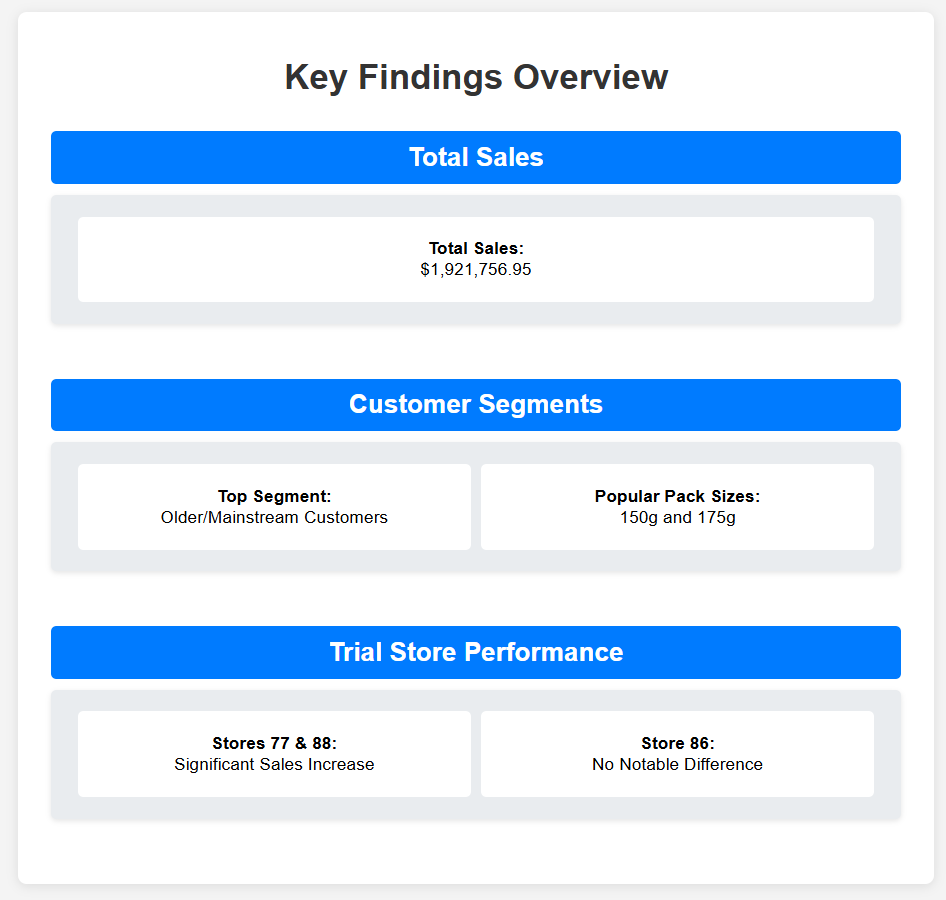 Key Findings Overview
Total Sales
Total Sales:
$1,921,756.95
Customer Segments
Top Segment:
Older/Mainstream Customers
Popular Pack Sizes:
150g and 175g
Trial Store Performance
Stores 77 & 88:
Significant Sales Increase
Store 86:
No Notable Difference